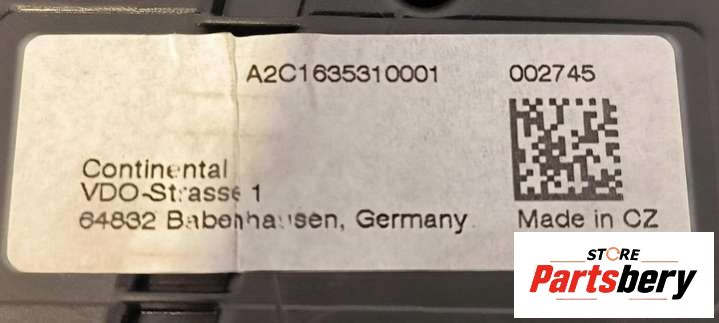 A2C1635310001 002745
Continental
VDO-Strasse 1
64832 Babenhausen, Germany
Made in CZ
STORE
Partsbery